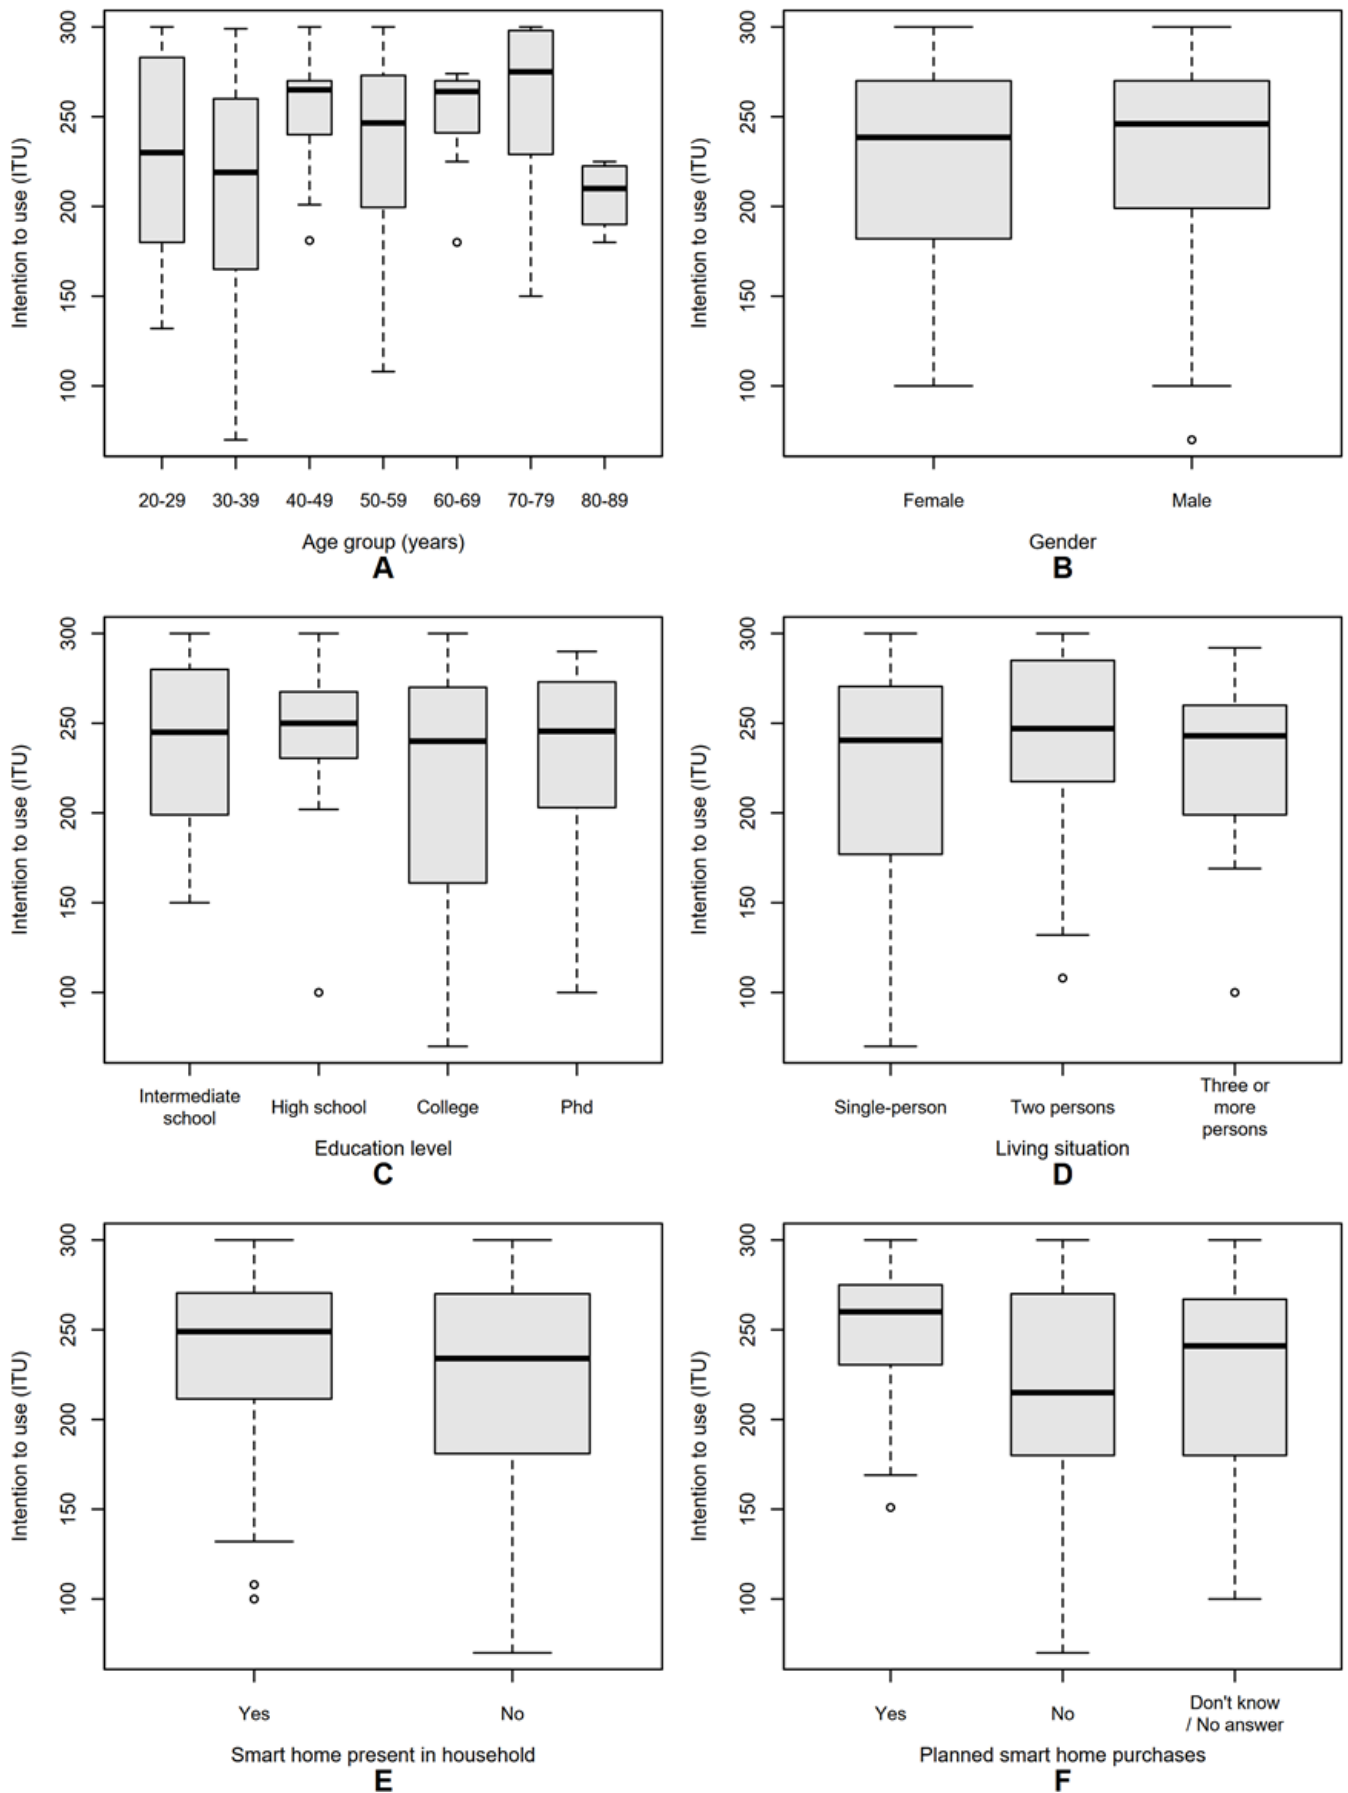 Intention to use (ITU)
300
250
200
150
100
20-29 30-39 40-49 50-59 60-69 70-79 80-89
Age group (years)
A
Intention to use (ITU)
300
250
200
150
100
Female Male
Gender
B
Intention to use (ITU)
300
250
200
150
100
Intermediate
school
High school
College
Phd
Education level
C
Intention to use (ITU)
300
250
200
150
100
Single-person
Two persons
Three or
more
persons
Living situation
D
Intention to use (ITU)
300
250
200
150
100
Yes No
Smart home present in household
E
Intention to use (ITU)
300
250
200
150
100
Yes
No
Don't know
/ No answer
Planned smart home purchases
F